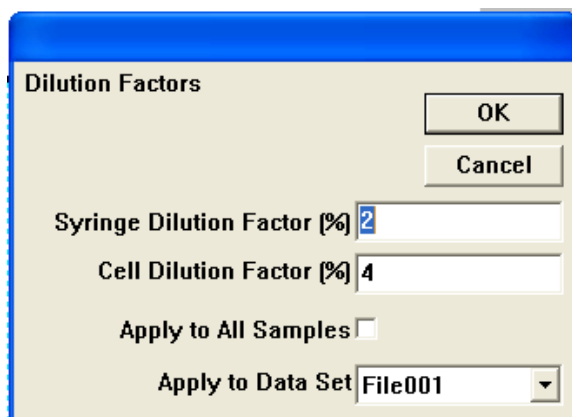 Dilution Factors
OK
Cancel
Syringe Dilution Factor (%) 2
Cell Dilution Factor (%) 4
Apply to All Samples
Apply to Data Set File001